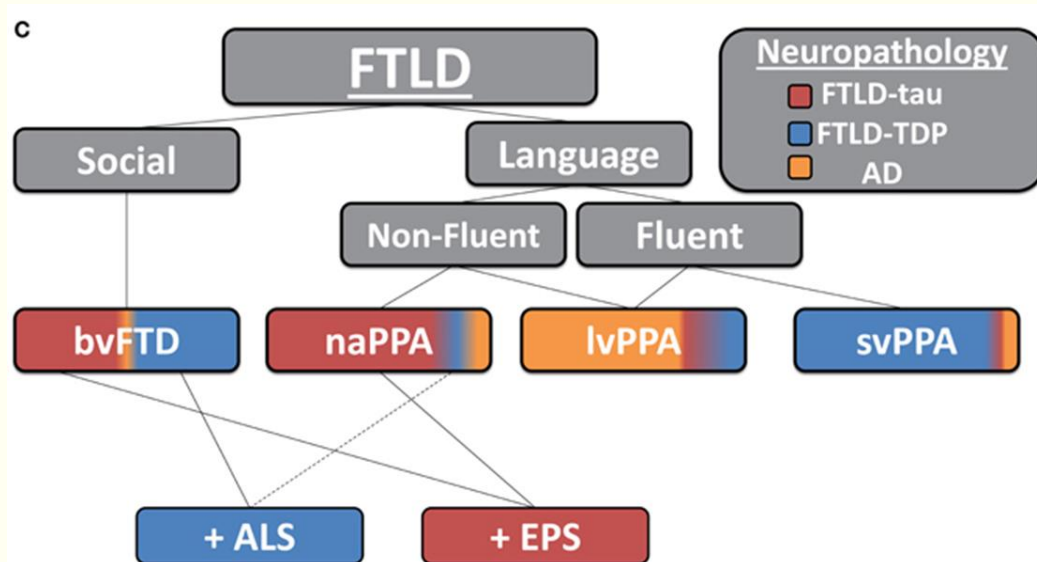 C
FTLD
Neuropathology
FTLD-tau
FTLD-TDP
AD
Social
Language
Non-Fluent
Fluent
bvFTD
naPPA
lvPPA
svPPA
+ ALS
+ EPS